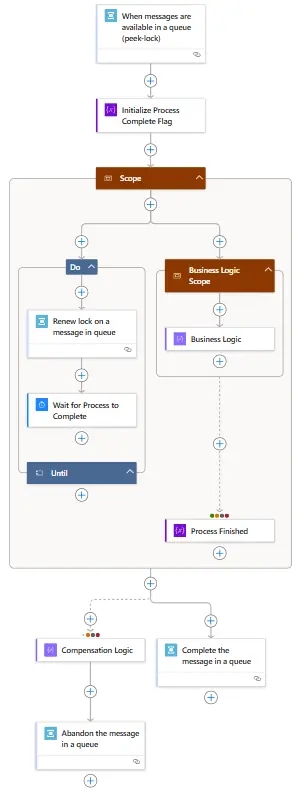 When messages are
available in a queue
(peek-lock)
Initialize Process
Complete Flag
Scope
Do
Renew lock on a
message in queue
Wait for Process to
Complete
Until
Business Logic
Scope
Business Logic
Process Finished
Compensation Logic
Abandon the message
in a queue
Complete the
message in a queue